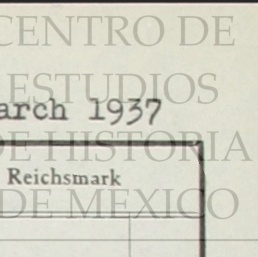 CENTRO DE
ESTUDIOS
arch 1937
DE HISTORIA
Reichsmark
DE MEXICO